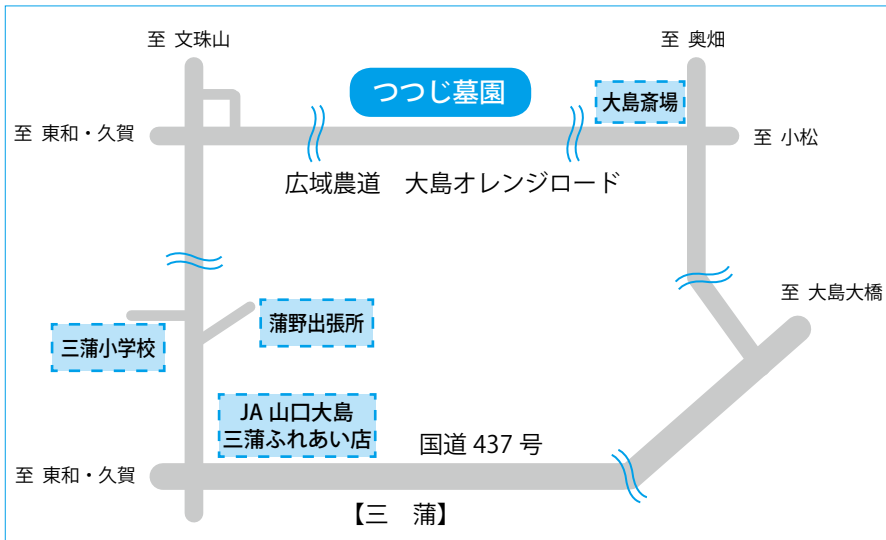 至 文珠山
至 奥畑
つつじ墓園
大島斎場
至 東和・久賀
至 小松
広域農道　大島オレンジロード
至 大島大橋
蒲野出張所
三蒲小学校
JA 山口大島
三蒲ふれあい店
国道 437 号
至 東和・久賀
【三　蒲】